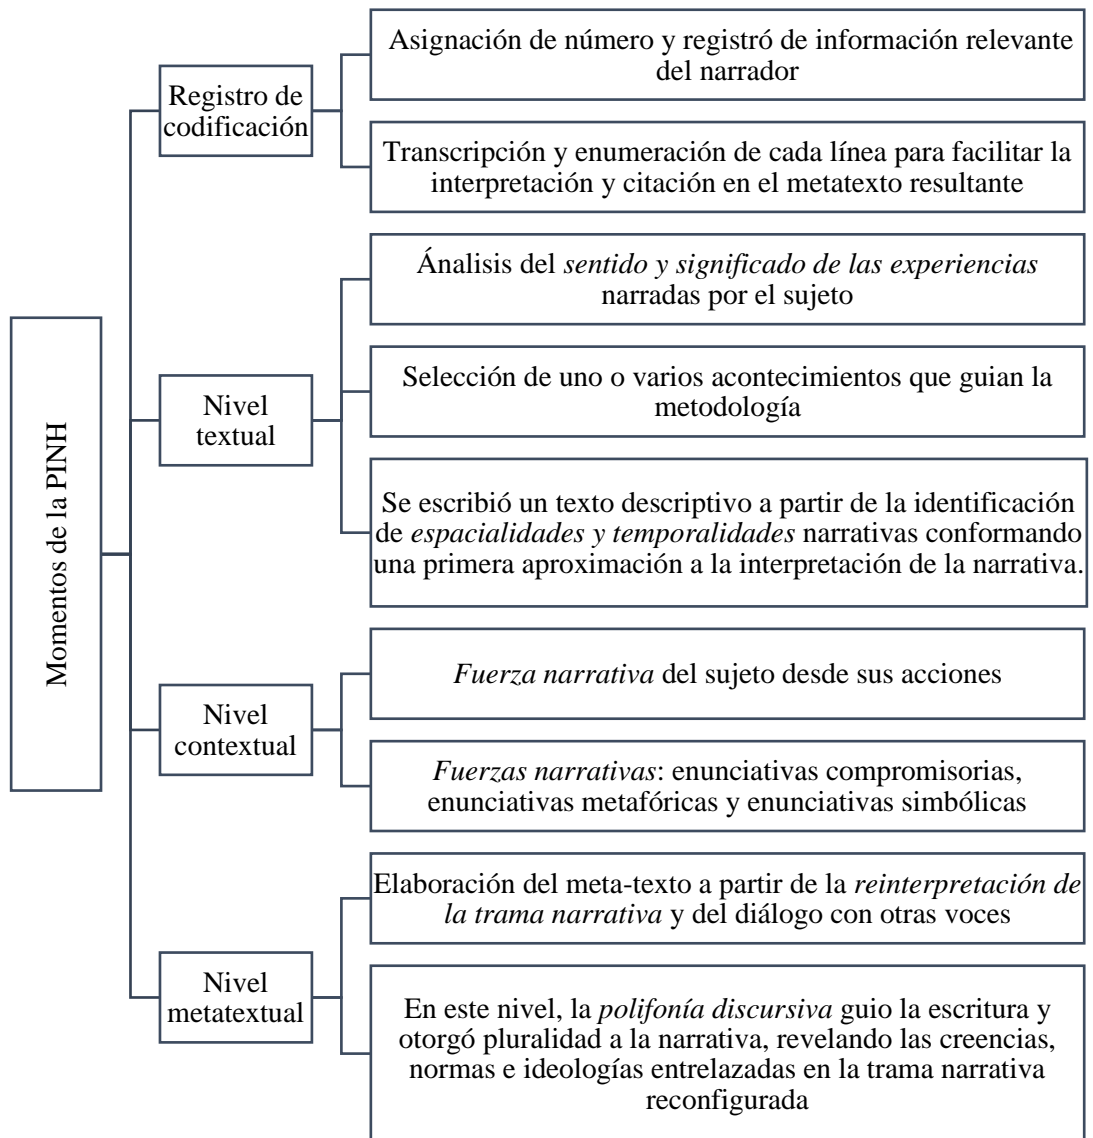 Momentos de la PINH
Registro de
codificación
Asignación de número y registró de información relevante
del narrador
Transcripción y enumeración de cada línea para facilitar la
interpretación y citación en el metatexto resultante
Nivel
textual
Ánalisis del sentido y significado de las experiencias
narradas por el sujeto
Selección de uno o varios acontecimientos que guian la
metodología
Se escribió un texto descriptivo a partir de la identificación
de espacialidades y temporalidades narrativas conformando
una primera aproximación a la interpretación de la narrativa.
Nivel
contextual
Fuerza narrativa del sujeto desde sus acciones
Fuerzas narrativas: enunciativas compromisorias,
enunciativas metafóricas y enunciativas simbólicas
Nivel
metatextual
Elaboración del meta-texto a partir de la reinterpretación de
la trama narrativa y del diálogo con otras voces
En este nivel, la polifonía discursiva guio la escritura y
otorgó pluralidad a la narrativa, revelando las creencias,
normas e ideologías entrelazadas en la trama narrativa
reconfigurada